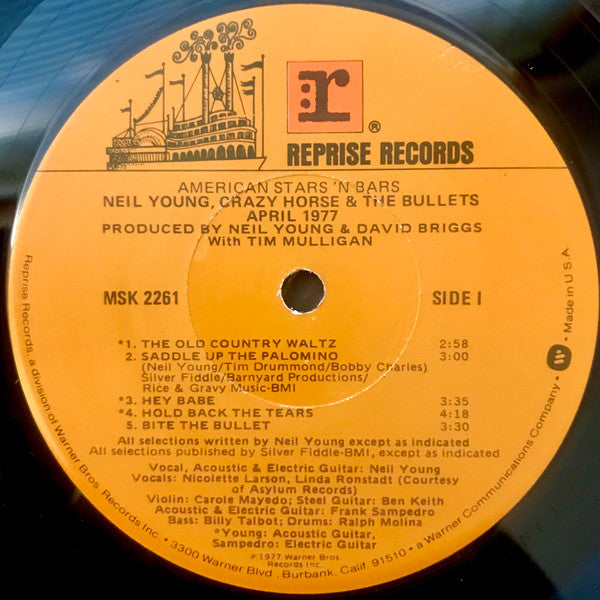 r
®
REPRISE RECORDS
AMERICAN STARS 'N BARS
NEIL YOUNG, CRAZY HORSE & THE BULLETS
APRIL 1977
PRODUCED BY NEIL YOUNG & DAVID BRIGGS
With TIM MULLIGAN
MSK 2261 SIDE I
*1. THE OLD COUNTRY WALTZ 2:58
2. SADDLE UP THE PALOMINO 3:00
(Neil Young/Tim Drummond/Bobby Charles)
Silver Fiddle/Barnyard Productions/
Rice & Gravy Music-BMI
*3. HEY BABE 3:35
*4. HOLD BACK THE TEARS 4:18
5. BITE THE BULLET 3:30
All selections written by Neil Young except as indicated
All selections published by Silver Fiddle-BMI, except as indicated
Vocal, Acoustic & Electric Guitar: Neil Young
Vocals: Nicolette Larson, Linda Ronstadt (Courtesy
of Asylum Records)
Violin: Carole Mayedo; Steel Guitar: Ben Keith
Acoustic & Electric Guitar: Frank Sampedro
Bass: Billy Talbot; Drums: Ralph Molina
*Young: Acoustic Guitar,
Sampedro: Electric Guitar
℗1977 Warner Bros.
Records Inc.
Reprise Records, a division of Warner Bros. Records Inc. • 3300 Warner Blvd., Burbank, Calif. 91510 • a Warner Communications Company • W • Made in U.S.A.